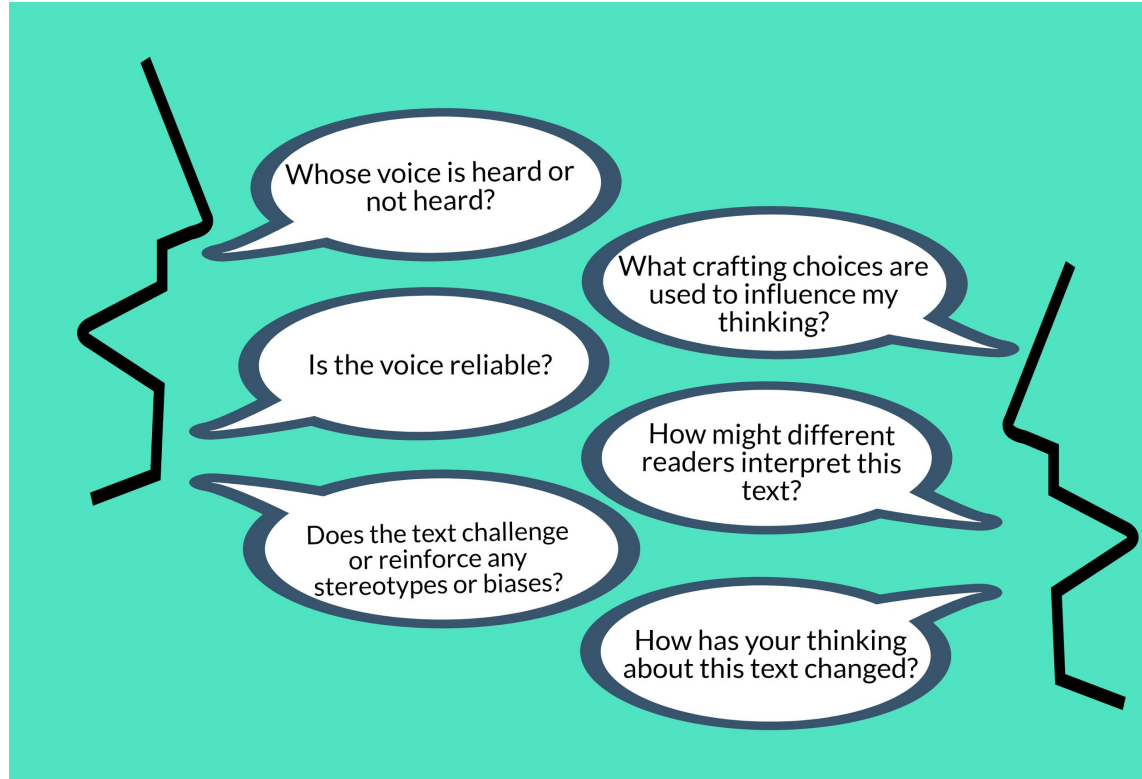 Whose voice is heard or
not heard?
What crafting choices are
used to influence my
thinking?
Is the voice reliable?
How might different
readers interpret this
text?
Does the text challenge
or reinforce any
stereotypes or biases?
How has your thinking
about this text changed?